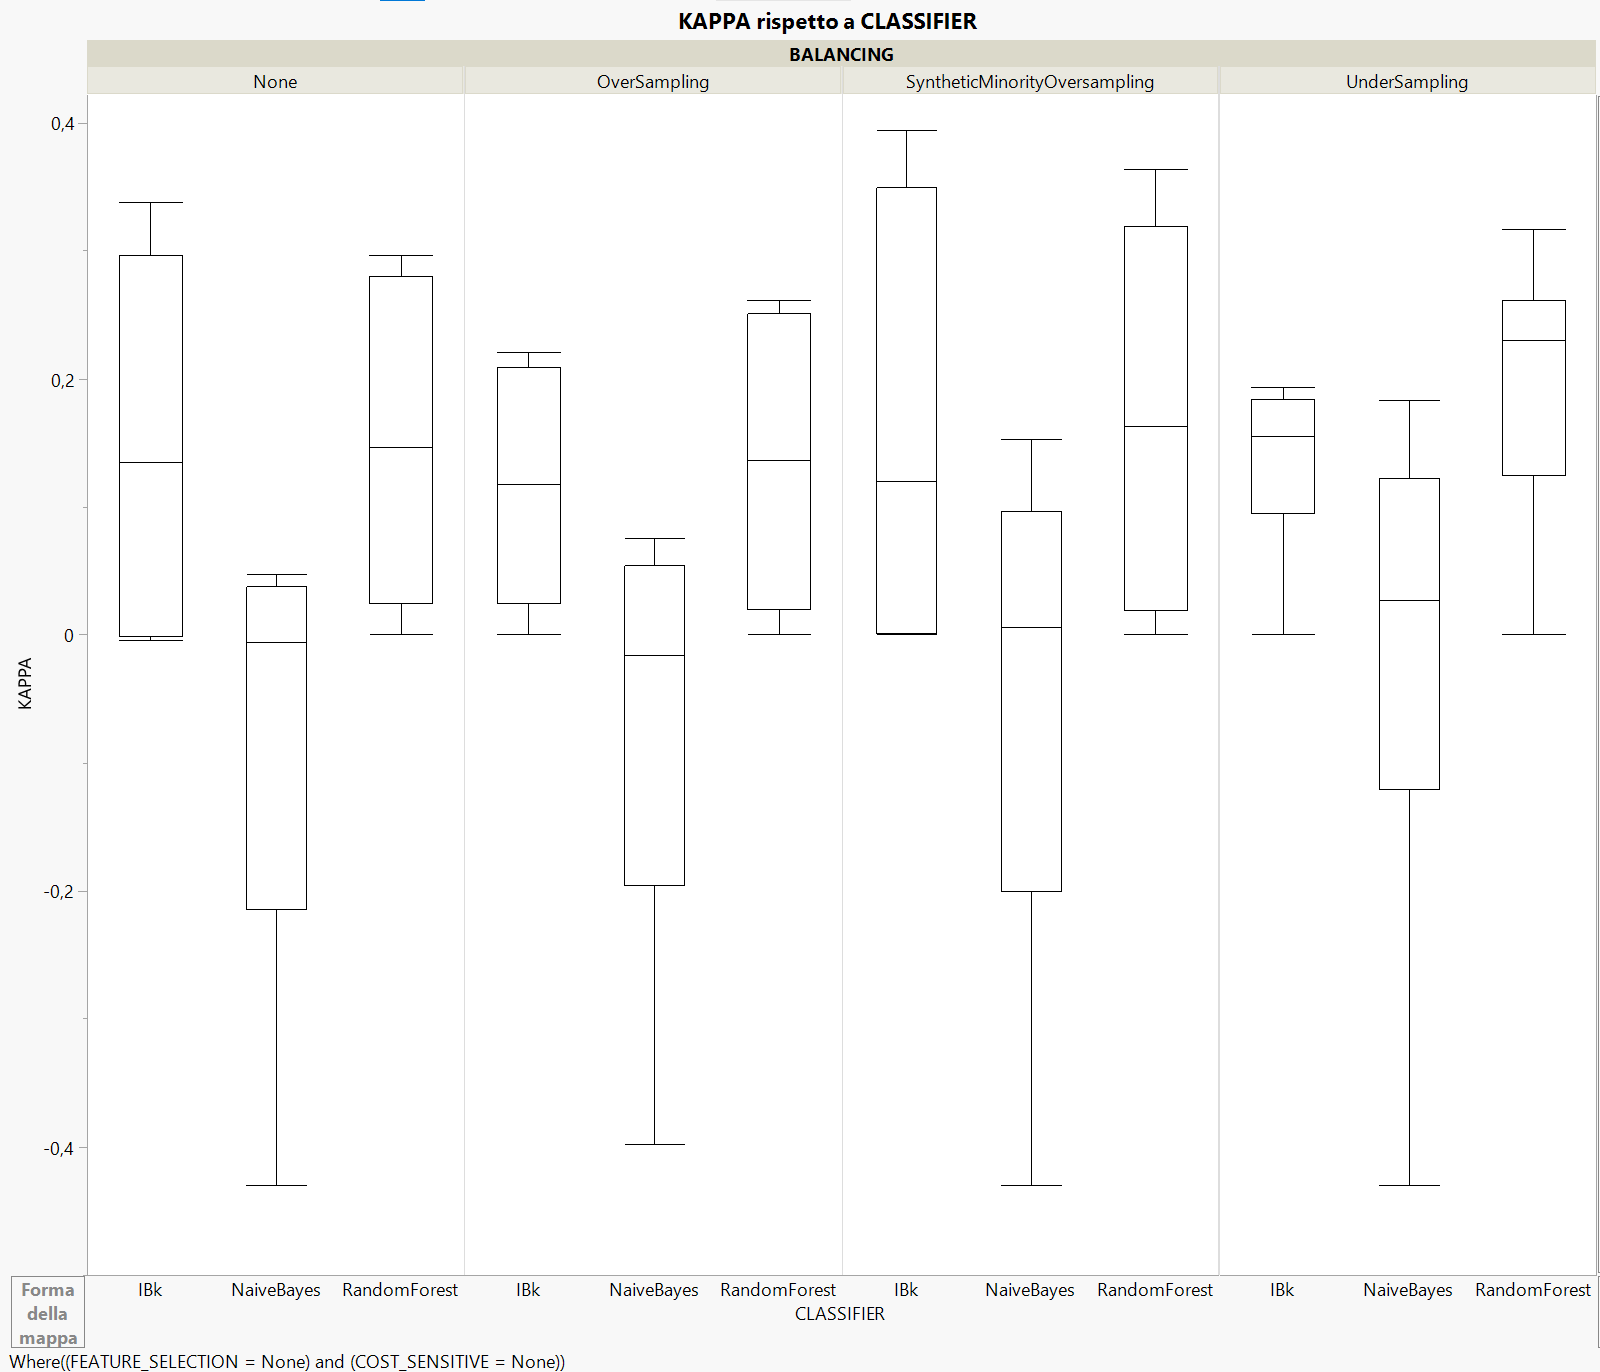 KAPPA rispetto a CLASSIFIER
BALANCING
None OverSampling SyntheticMinorityOversampling UnderSampling
0,4
0,2
0
-0,2
-0,4
KAPPA
IBk NaiveBayes RandomForest IBk NaiveBayes RandomForest IBk NaiveBayes RandomForest IBk NaiveBayes RandomForest
CLASSIFIER
Forma
della
mappa
Where((FEATURE_SELECTION = None) and (COST_SENSITIVE = None))